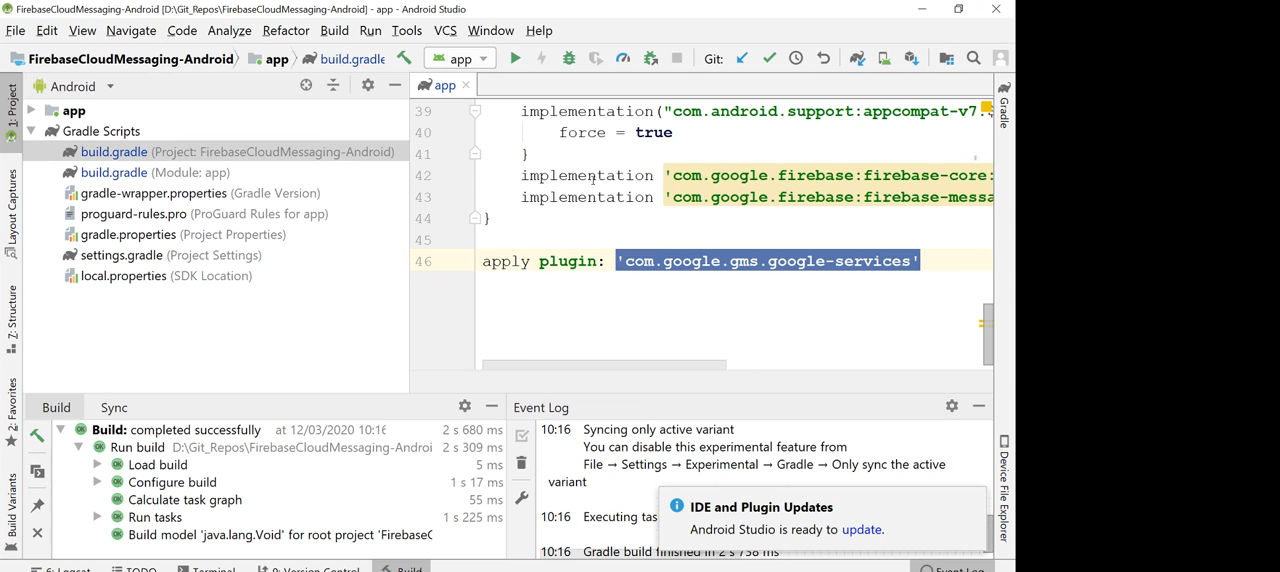 FirebaseCloudMessaging-Android [D:\Git_Repos\FirebaseCloudMessaging-Android] - app - Android Studio
File Edit View Navigate Code Analyze Refactor Build Run Tools VCS Window Help
FirebaseCloudMessaging-Android app build.gradle app Git:
1: Project
Layout Captures
7: Structure
2: Favorites
Build Variants
Android
app
Gradle Scripts
build.gradle (Project: FirebaseCloudMessaging-Android)
build.gradle (Module: app)
gradle-wrapper.properties (Gradle Version)
proguard-rules.pro (ProGuard Rules for app)
gradle.properties (Project Properties)
settings.gradle (Project Settings)
local.properties (SDK Location)
app
39 implementation("com.android.support:appcompat-v7.
40 force = true
41 }
42 implementation 'com.google.firebase:firebase-core:
43 implementation 'com.google.firebase:firebase-messa
44 }
45
46 apply plugin: 'com.google.gms.google-services'
Gradle
Device File Explorer
Build Sync
Build: completed successfully at 12/03/2020 10:16 2 s 680 ms
Run build D:\Git_Repos\FirebaseCloudMessaging-Androi 2 s 309 ms
Load build 5 ms
Configure build 1 s 17 ms
Calculate task graph 55 ms
Run tasks 1 s 225 ms
Build model 'java.lang.Void' for root project 'FirebaseC
Event Log
10:16 Syncing only active variant
You can disable this experimental feature from
File → Settings → Experimental → Gradle → Only sync the active
variant
10:16 Executing tas
10:16 Gradle build finished in 2 s 738 ms
IDE and Plugin Updates
Android Studio is ready to update.
6: Logcat TODO Terminal 9: Version Control Build Event Log